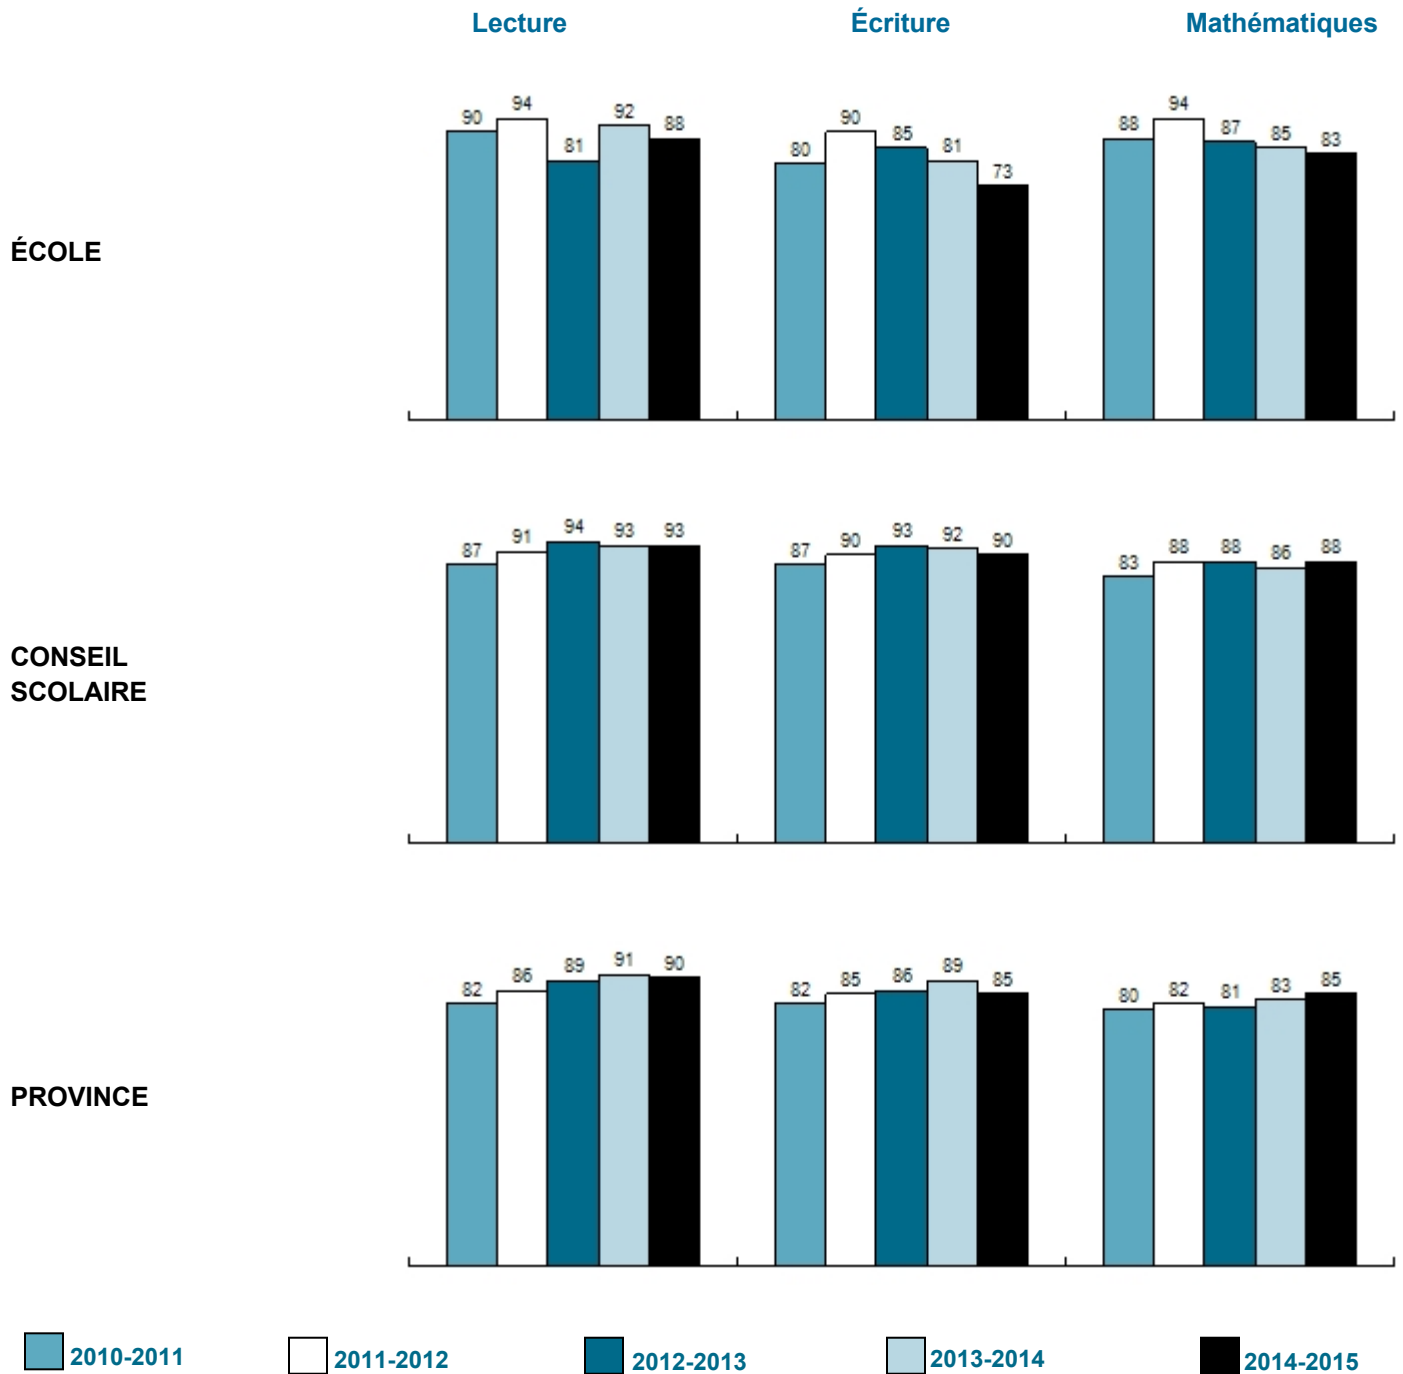 Lecture Écriture Mathématiques
90 94 81 92 88 80 90 85 81 73 88 94 87 85 83
ÉCOLE
87 91 94 93 93 87 90 93 92 90 83 88 88 86 88
CONSEIL
SCOLAIRE
82 86 89 91 90 82 85 86 89 85 80 82 81 83 85
PROVINCE
2010-2011 2011-2012 2012-2013 2013-2014 2014-2015